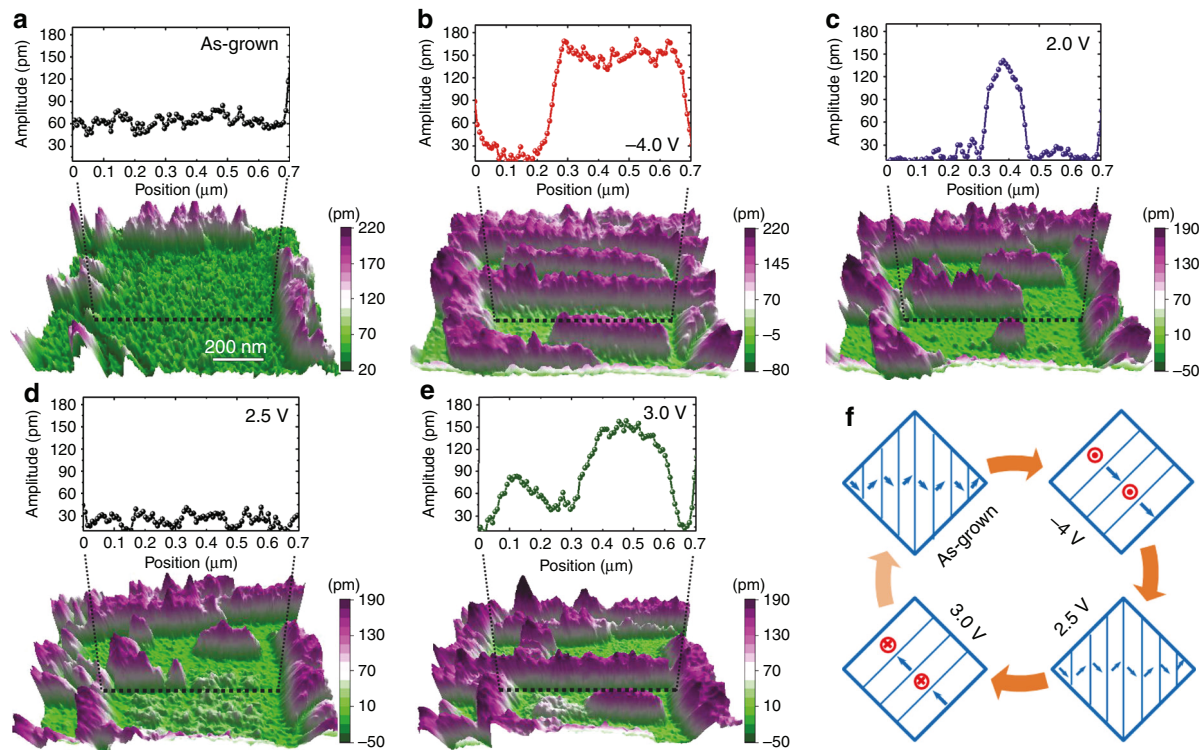 a
As-grown
Amplitude (pm)
180
150
120
90
60
30
0 0.1 0.2 0.3 0.4 0.5 0.6 0.7
Position (μm)
(pm)
220
170
120
70
20
200 nm
b
Amplitude (pm)
180
150
120
90
60
30
–4.0 V
0 0.1 0.2 0.3 0.4 0.5 0.6 0.7
Position (μm)
(pm)
220
145
70
–5
–80
c
2.0 V
Amplitude (pm)
180
150
120
90
60
30
0 0.1 0.2 0.3 0.4 0.5 0.6 0.7
Position (μm)
(pm)
190
130
70
10
–50
d
2.5 V
Amplitude (pm)
180
150
120
90
60
30
0 0.1 0.2 0.3 0.4 0.5 0.6 0.7
Position (μm)
(pm)
190
130
70
10
–50
e
3.0 V
Amplitude (pm)
180
150
120
90
60
30
0 0.1 0.2 0.3 0.4 0.5 0.6 0.7
Position (μm)
(pm)
190
130
70
10
–50
f
As-grown
–4 V
3.0 V
2.5 V